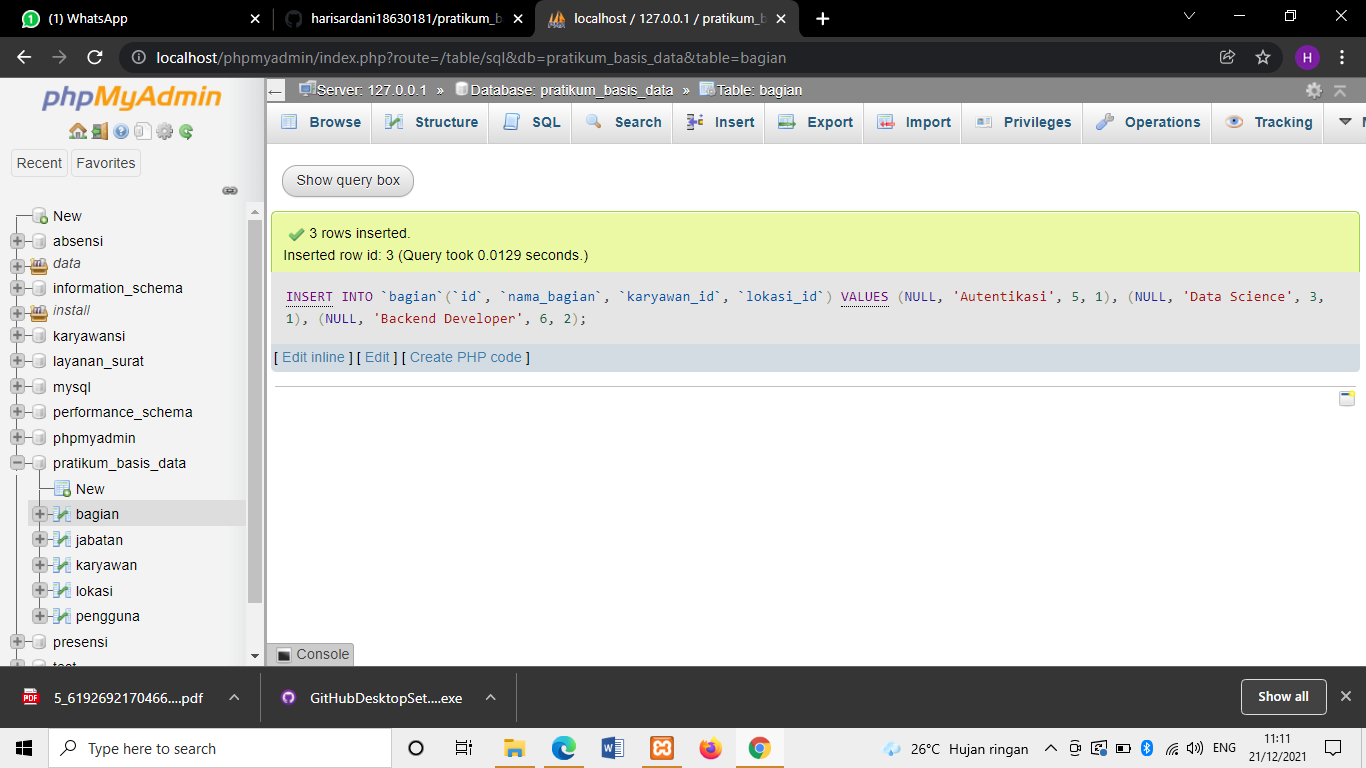 (1) WhatsApp
harisardani18630181/pratikum_b
localhost / 127.0.0.1 / pratikum_b
localhost/phpmyadmin/index.php?route=/table/sql&db=pratikum_basis_data&table=bagian
H
phpMyAdmin
Recent
Favorites
New
absensi
data
information_schema
install
karyawansi
layanan_surat
mysql
performance_schema
phpmyadmin
pratikum_basis_data
New
bagian
jabatan
karyawan
lokasi
pengguna
presensi
Server: 127.0.0.1 » Database: pratikum_basis_data » Table: bagian
Browse Structure SQL Search Insert Export Import Privileges Operations Tracking
Show query box
3 rows inserted.
Inserted row id: 3 (Query took 0.0129 seconds.)
INSERT INTO `bagian`(`id`, `nama_bagian`, `karyawan_id`, `lokasi_id`) VALUES (NULL, 'Autentikasi', 5, 1), (NULL, 'Data Science', 3,
1), (NULL, 'Backend Developer', 6, 2);
[ Edit inline ] [ Edit ] [ Create PHP code ]
Console
PDF
5_6192692170466....pdf
GitHubDesktopSet....exe
Show all
Type here to search
26°C Hujan ringan
ENG
11:11
21/12/2021